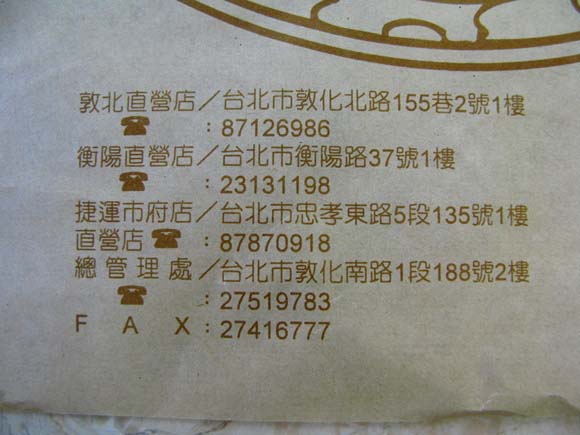 敦北直營店／台北市敦化北路155巷2號1樓
☎：87126986
衡陽直營店／台北市衡陽路37號1樓
☎：23131198
捷運市府店／台北市忠孝東路5段135號1樓
直營店☎：87870918
總管理處／台北市敦化南路1段188號2樓
☎：27519783
FAX：27416777